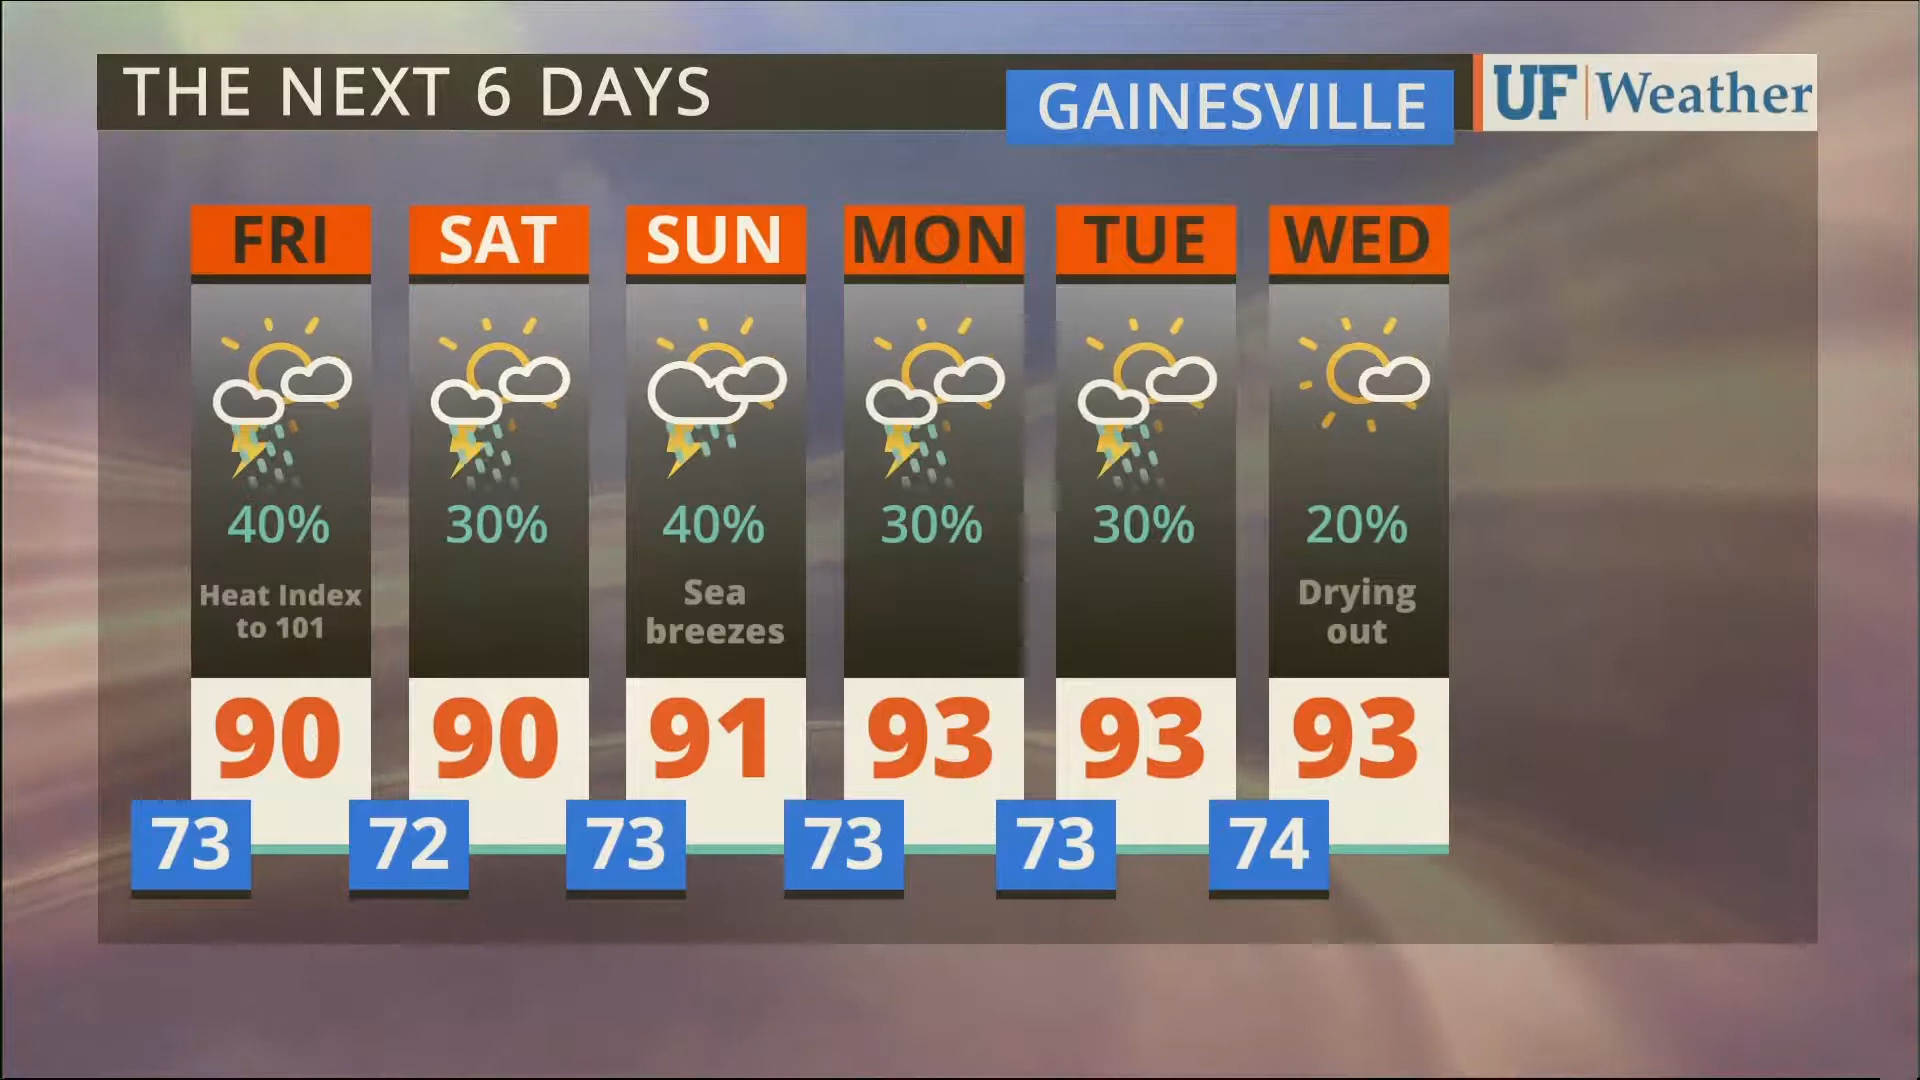 THE NEXT 6 DAYS
GAINESVILLE
UF Weather
FRI SAT SUN MON TUE WED
40% 30% 40% 30% 30% 20%
Heat Index
to 101
Sea
breezes
Drying
out
90 90 91 93 93 93
73 72 73 73 73 74